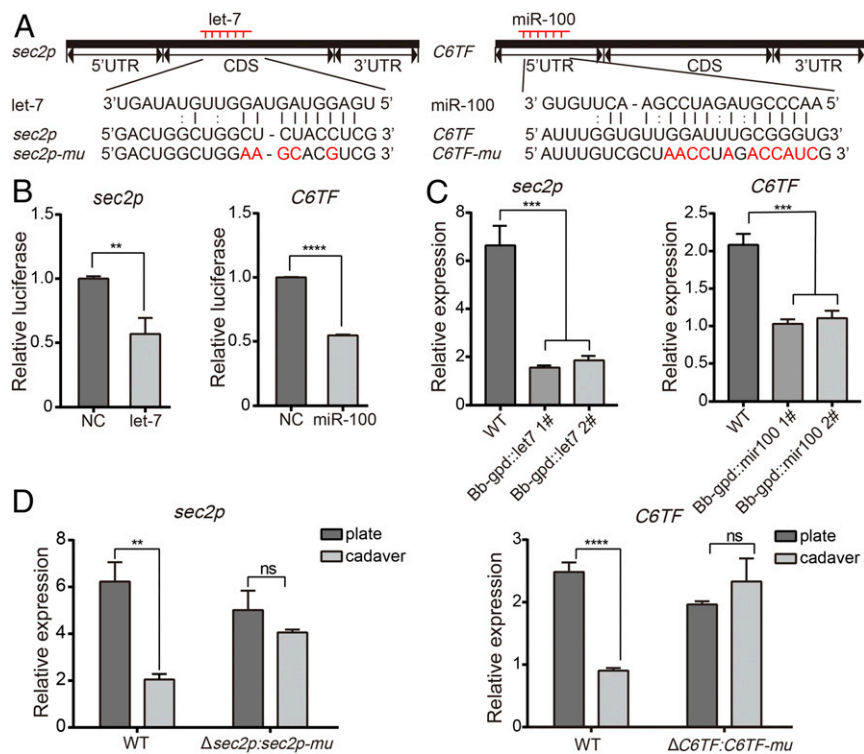 A
let-7
sec2p
5'UTR CDS 3'UTR
let-7 3'UGAUAUGUUGGAUGAUGGAGU 5'
sec2p 5'GACUGGCUGGCU - CUACCUCG 3'
sec2p-mu 5'GACUGGCUGGAA - GCACGUCG 3'
miR-100
C6TF
5'UTR CDS 3'UTR
miR-100 3' GUGUUCA - AGCCUAGAUGCCCAA 5'
C6TF 5' AUUUGGUGUUGGAUUUGCGGGUG 3'
C6TF-mu 5' AUUUGUCGCUAACCUAGACCAUCG 3'
B
sec2p
Relative luciferase
1.5
1.0
0.5
0
**
NC let-7
C6TF
Relative luciferase
1.5
1.0
0.5
0.0
****
NC miR-100
C
sec2p
Relative expression
8
6
4
2
0
***
WT
Bb-gpd::let7 1#
Bb-gpd::let7 2#
C6TF
Relative expression
2.5
2.0
1.5
1.0
0.5
0.0
***
WT
Bb-gpd::mir100 1#
Bb-gpd::mir100 2#
D
sec2p
plate
cadaver
Relative expression
8
6
4
2
0
**
ns
WT Δsec2p:sec2p-mu
C6TF
plate
cadaver
Relative expression
3
2
1
0
****
ns
WT ΔC6TF:C6TF-mu